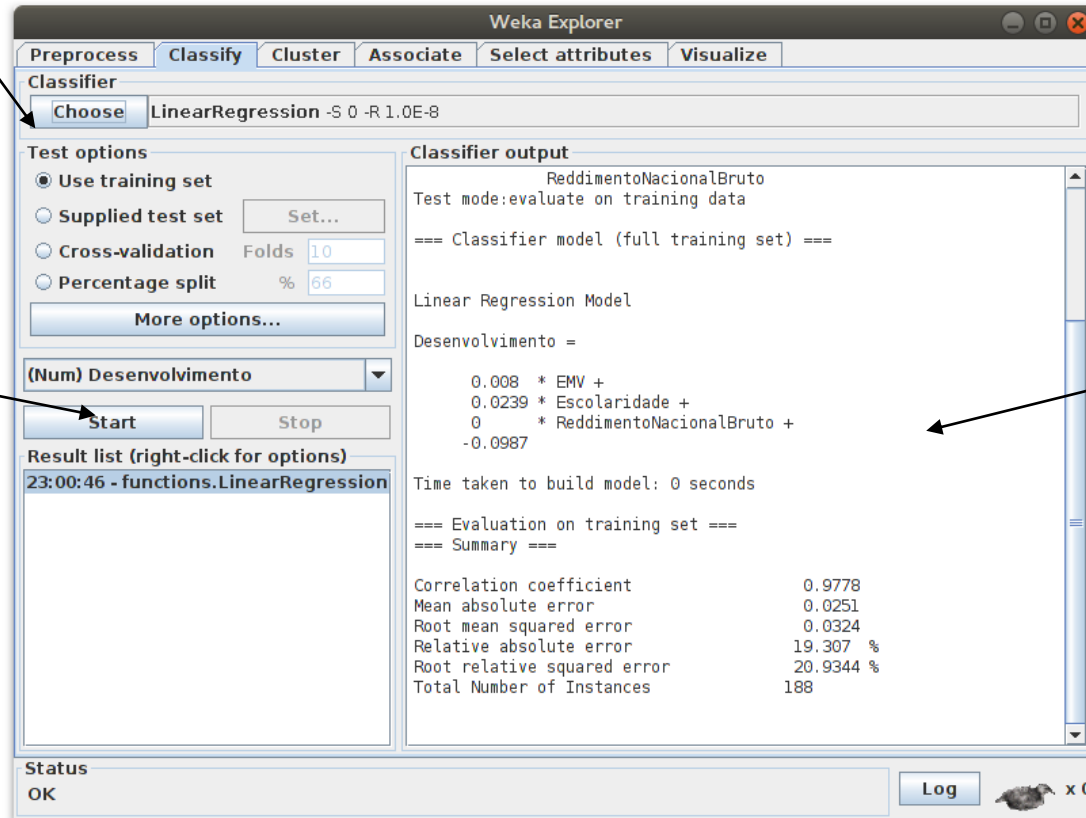 Weka Explorer
Preprocess Classify Cluster Associate Select attributes Visualize
Classifier
Choose LinearRegression -S 0 -R 1.0E-8
Test options
Use training set
Supplied test set Set...
Cross-validation Folds 10
Percentage split % 66
More options...
(Num) Desenvolvimento
Start Stop
Result list (right-click for options)
23:00:46 - functions.LinearRegression
Classifier output
ReddimentoNacionalBruto
Test mode:evaluate on training data
=== Classifier model (full training set) ===
Linear Regression Model
Desenvolvimento =
0.008 * EMV +
0.0239 * Escolaridade +
0 * ReddimentoNacionalBruto +
-0.0987
Time taken to build model: 0 seconds
=== Evaluation on training set ===
=== Summary ===
Correlation coefficient 0.9778
Mean absolute error 0.0251
Root mean squared error 0.0324
Relative absolute error 19.307 %
Root relative squared error 20.9344 %
Total Number of Instances 188
Status
OK
Log x 0